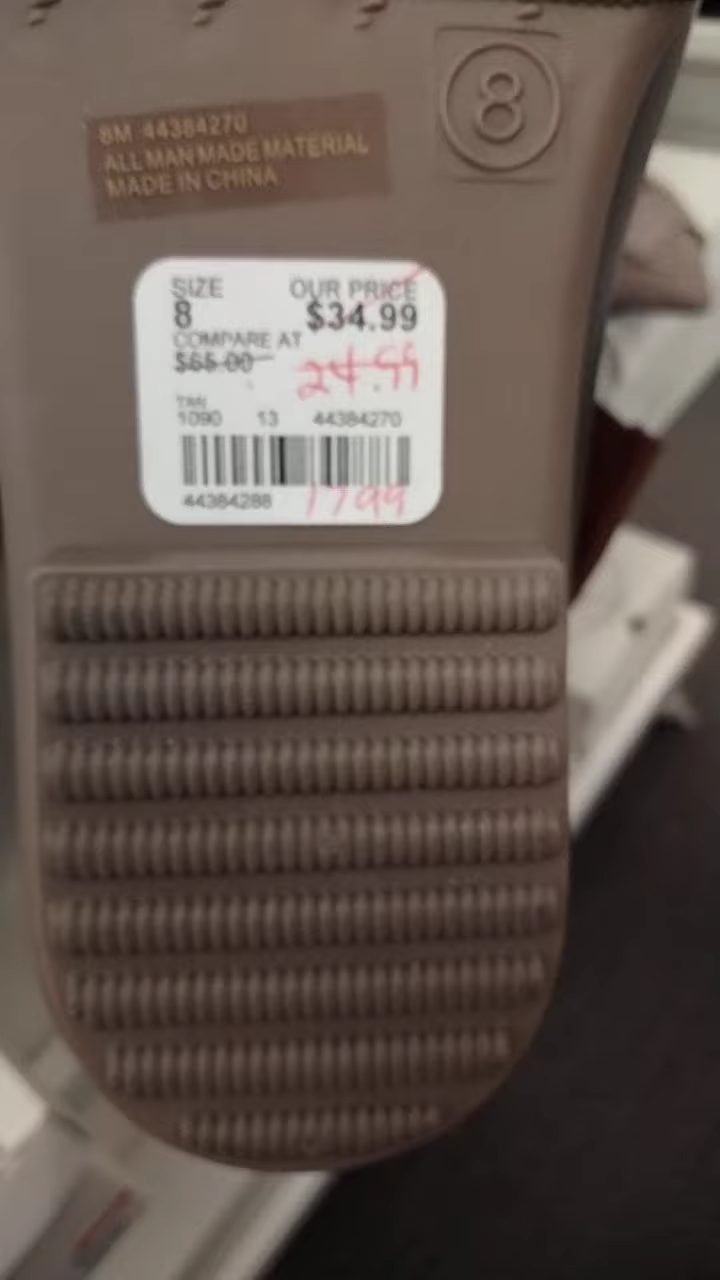 8
8M 44384270
ALL MAN MADE MATERIAL
MADE IN CHINA
SIZE OUR PRICE
8 $34.99
COMPARE AT
$65.00 24.99
TAN
1090 13 44384270
44384288 17.99